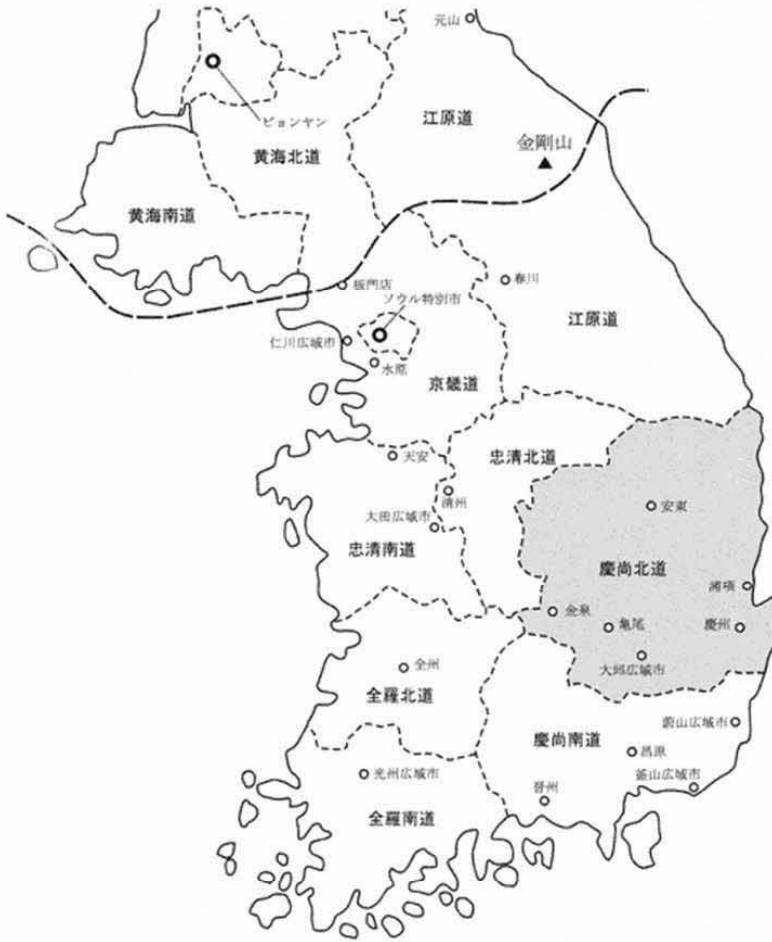 元山
ピョンヤン
江原道
金剛山
黄海北道
黄海南道
板門店
春川
ソウル特別市
江原道
仁川広域市
水原
京畿道
天安
忠清北道
清州
安東
大田広域市
忠清南道
慶尚北道
浦項
金泉
亀尾
慶州
全州
大邱広域市
全羅北道
蔚山広域市
慶尚南道
昌原
光州広域市
釜山広域市
晋州
全羅南道